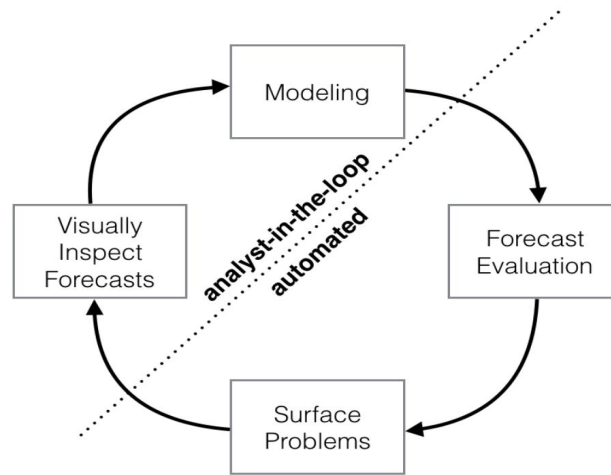 Modeling
analyst-in-the-loop
automated
Visually
Inspect
Forecasts
Forecast
Evaluation
Surface
Problems